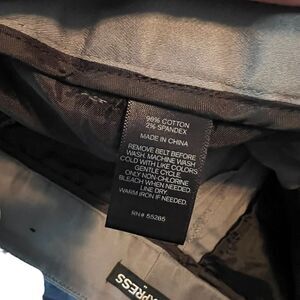 98% COTTON
2% SPANDEX
MADE IN CHINA
REMOVE BELT BEFORE
WASH. MACHINE WASH
COLD WITH LIKE COLORS
GENTLE CYCLE
ONLY NON-CHLORINE
BLEACH WHEN NEEDED.
LINE DRY
WARM IRON IF NEEDED.
RN# 55285
EXPRESS